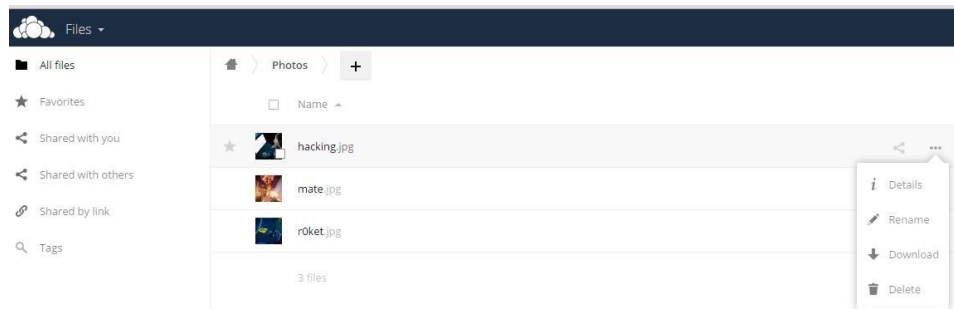 Files
All files
Favorites
Shared with you
Shared with others
Shared by link
Tags
Photos +
Name
hacking.jpg
mate.jpg
r0ket.jpg
3 files
Details
Rename
Download
Delete